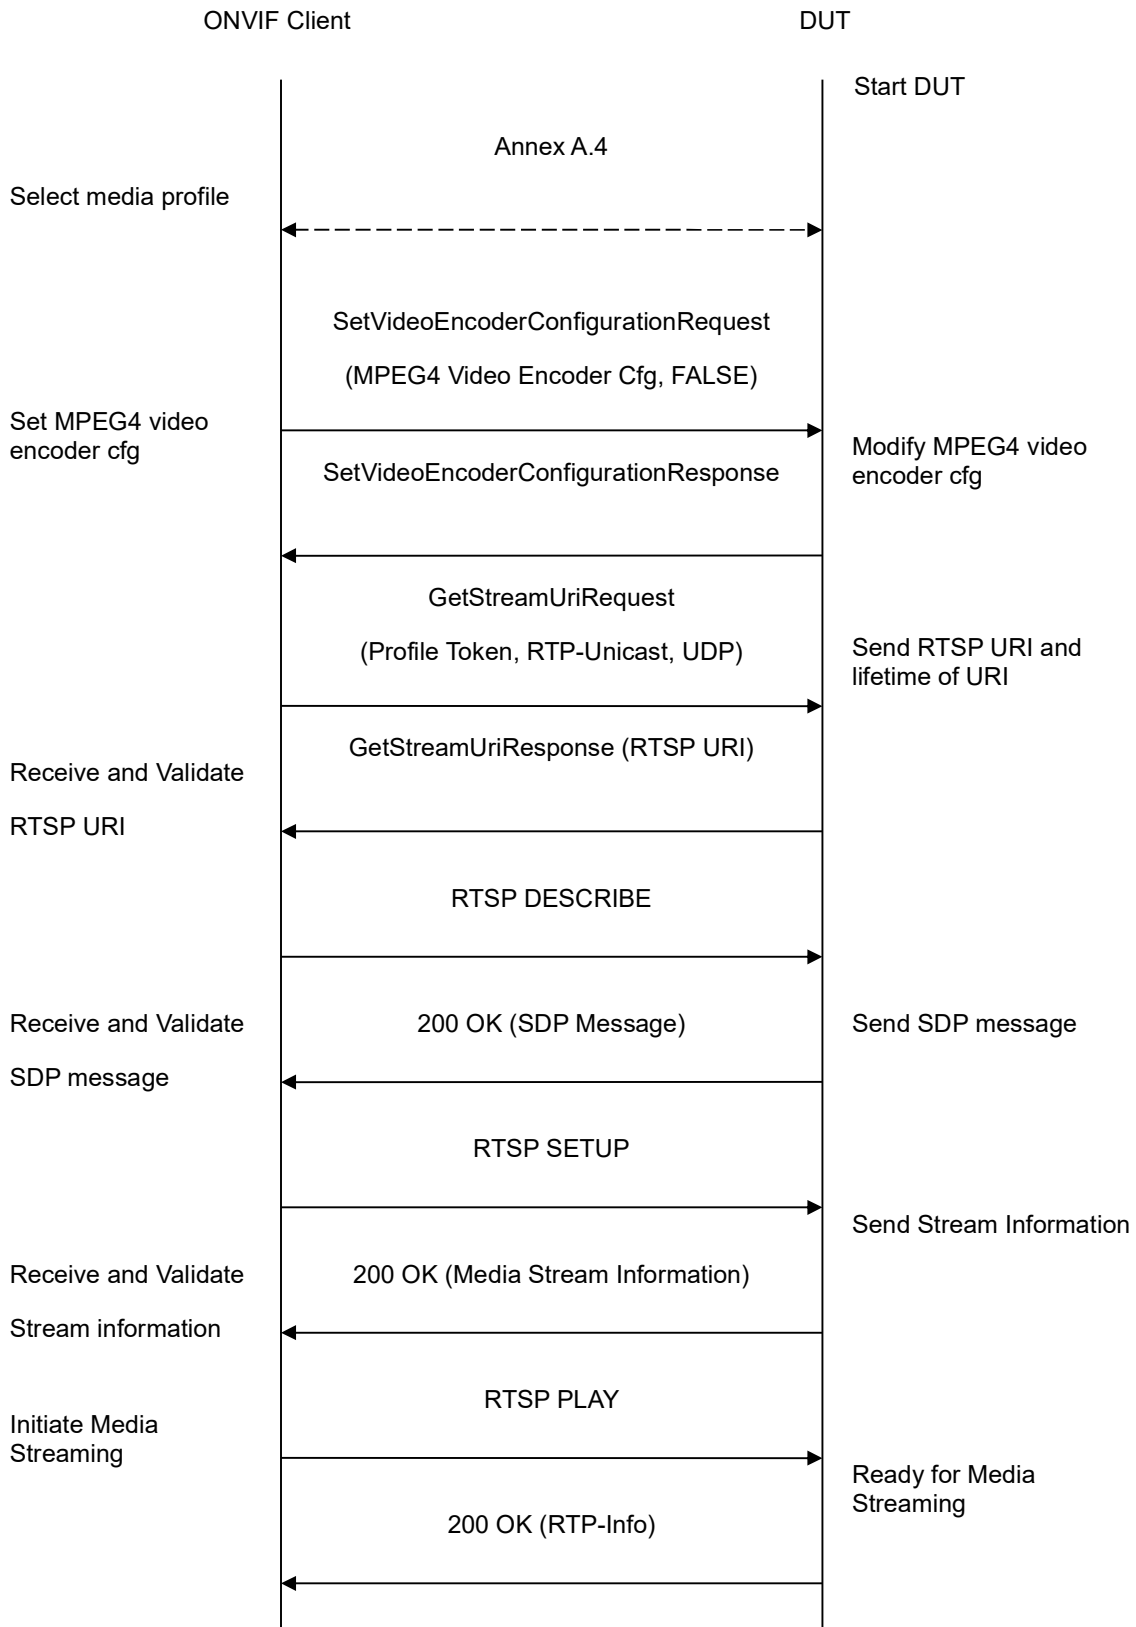 ONVIF Client
DUT
Start DUT
Annex A.4
Select media profile
SetVideoEncoderConfigurationRequest
(MPEG4 Video Encoder Cfg, FALSE)
Set MPEG4 video
encoder cfg
Modify MPEG4 video
encoder cfg
SetVideoEncoderConfigurationResponse
GetStreamUriRequest
(Profile Token, RTP-Unicast, UDP)
Send RTSP URI and
lifetime of URI
GetStreamUriResponse (RTSP URI)
Receive and Validate
RTSP URI
RTSP DESCRIBE
Receive and Validate
SDP message
200 OK (SDP Message)
Send SDP message
RTSP SETUP
Send Stream Information
Receive and Validate
Stream information
200 OK (Media Stream Information)
RTSP PLAY
Initiate Media
Streaming
Ready for Media
Streaming
200 OK (RTP-Info)